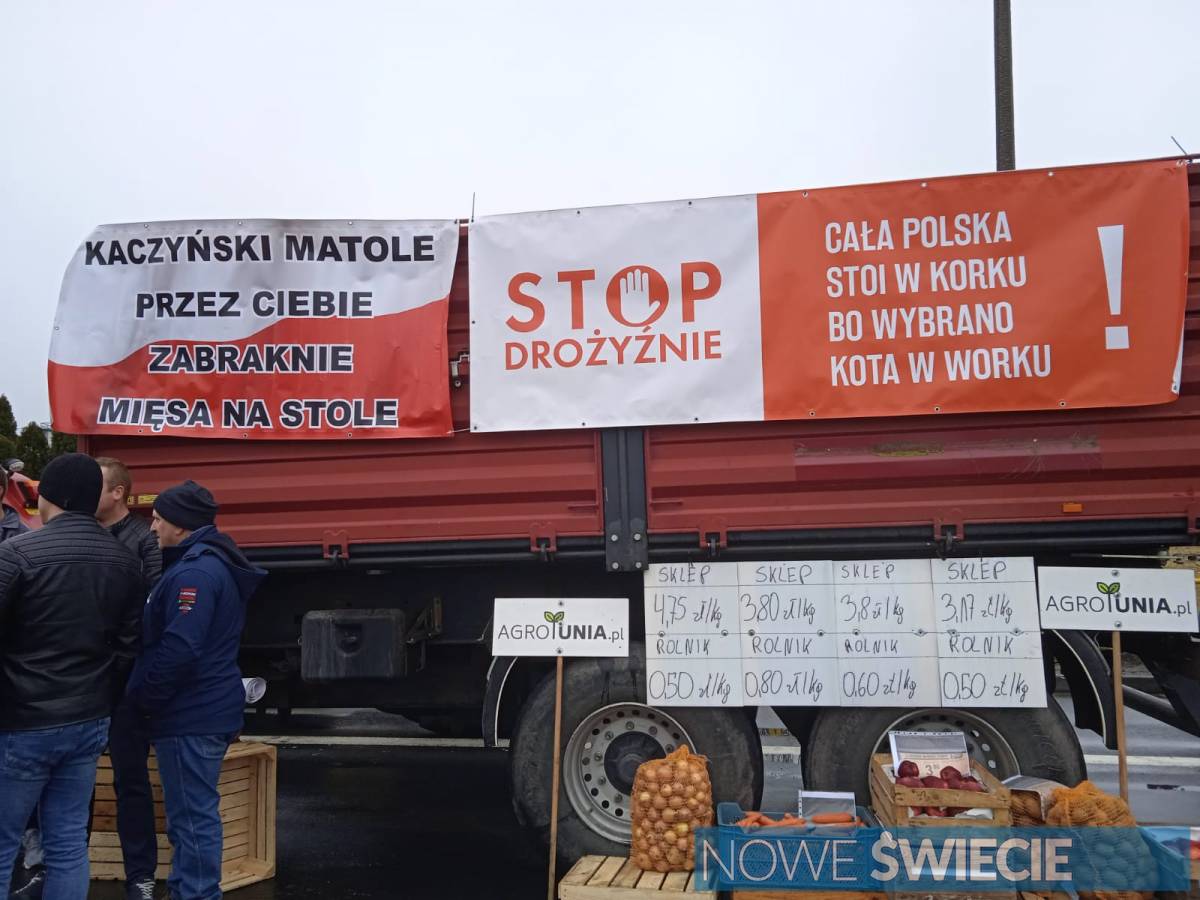 KACZYŃSKI MATOLE
PRZEZ CIEBIE
ZABRAKNIE
MIĘSA NA STOLE
STOP
DROŻYŹNIE
CAŁA POLSKA
STOI W KORKU
BO WYBRANO
KOTA W WORKU
!
SKLEP SKLEP SKLEP SKLEP
4,75 zł/kg 3,80 zł/kg 3,8 zł/kg 3,17 zł/kg
ROLNIK ROLNIK ROLNIK ROLNIK
0,50 zł/kg 0,80 zł/kg 0,60 zł/kg 0,50 zł/kg
AGROUNIA.pl
AGROUNIA.pl
NOWE ŚWIECIE